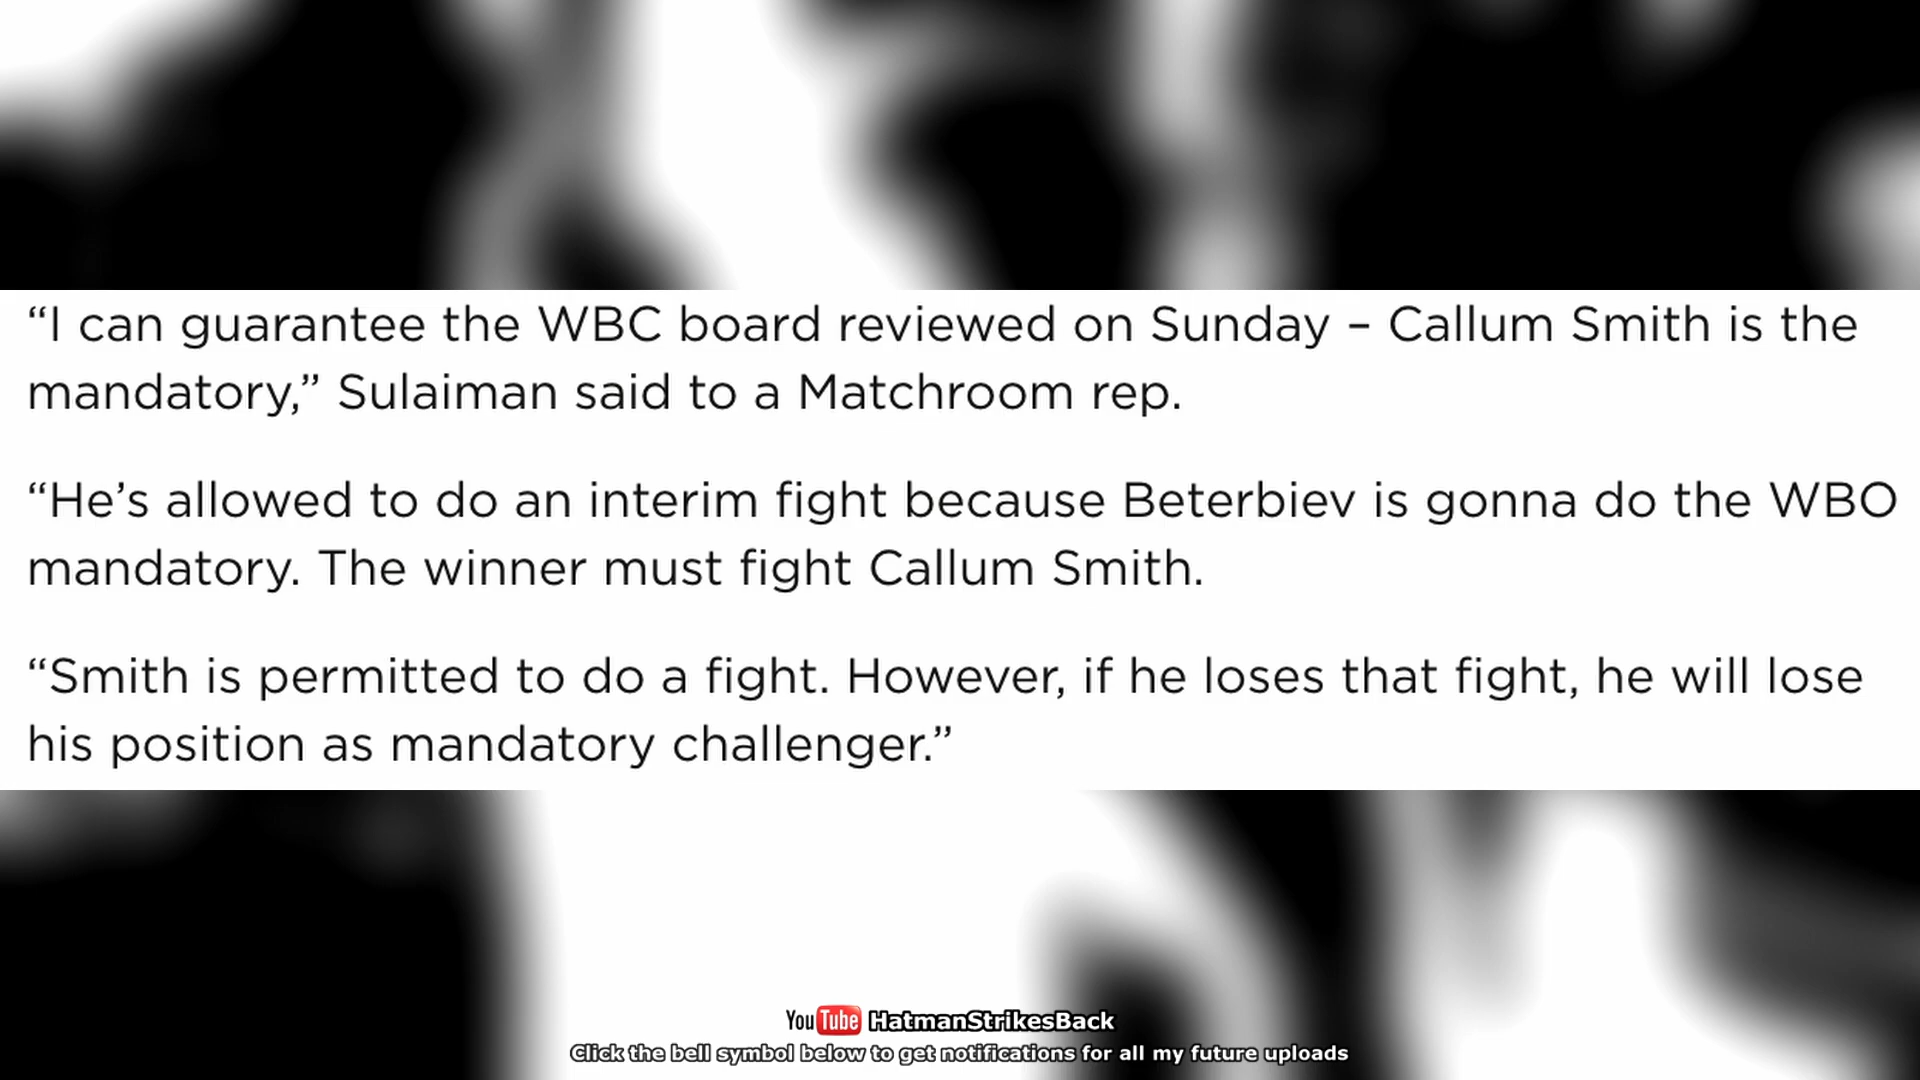 “I can guarantee the WBC board reviewed on Sunday – Callum Smith is the
mandatory,” Sulaiman said to a Matchroom rep.
“He’s allowed to do an interim fight because Beterbiev is gonna do the WBO
mandatory. The winner must fight Callum Smith.
“Smith is permitted to do a fight. However, if he loses that fight, he will lose
his position as mandatory challenger.”
YouTube HatmanStrikesBack
Click the bell symbol below to get notifications for all my future uploads